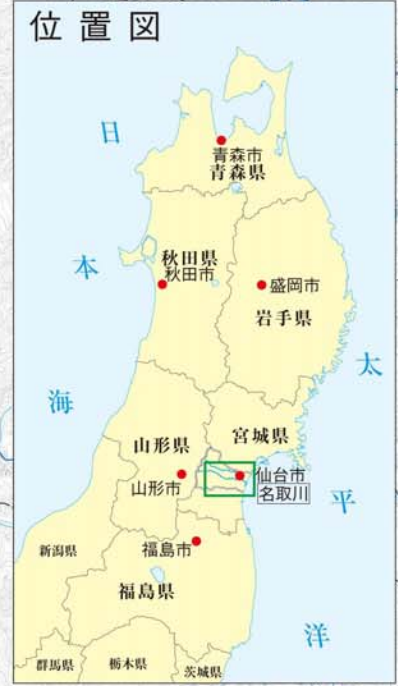 位置図
日本海
太平洋
青森市
青森県
秋田県
秋田市
盛岡市
岩手県
宮城県
山形県
山形市
仙台市
名取川
新潟県
福島市
福島県
群馬県
栃木県
茨城県